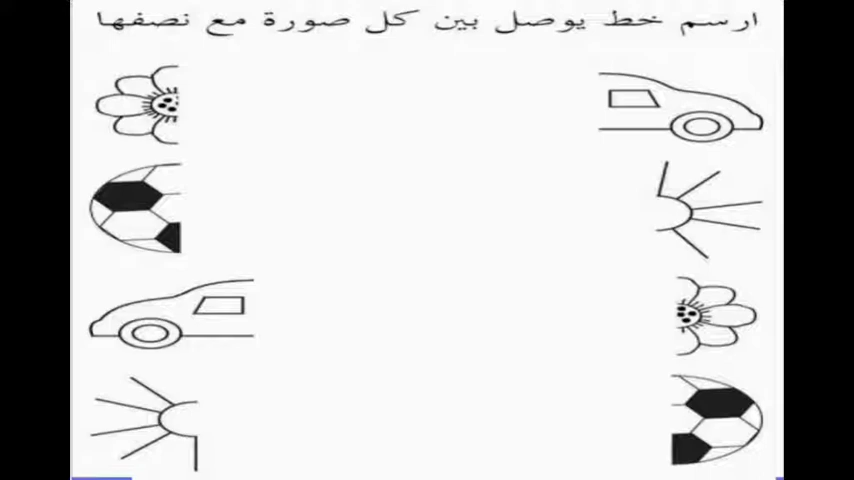 ارسم خط يوصل بين كل صورة مع نصفها